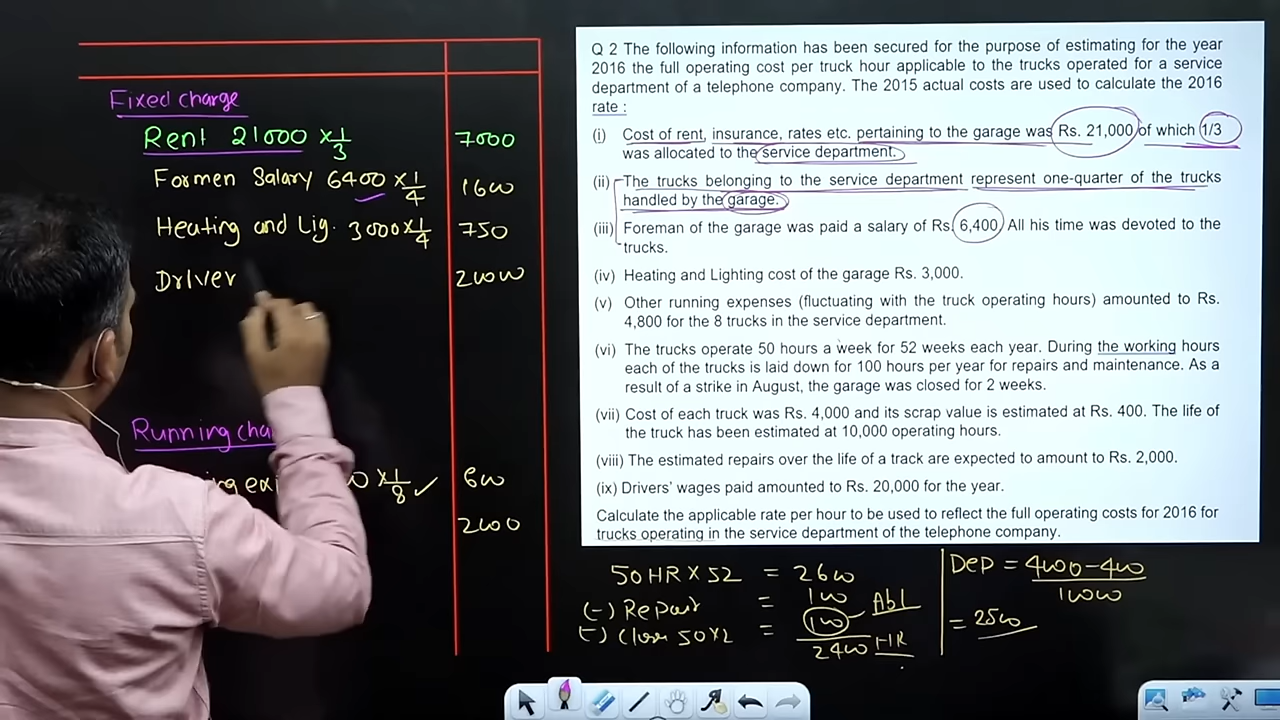 Fixed charge
Rent 21000 × 1/3 7000
Formen Salary 6400 × 1/4 1600
Heating and Lig. 3000 × 1/4 750
Driver 20000
Running cha
× 1/8 ✓ 600
2000
Q 2 The following information has been secured for the purpose of estimating for the year
2016 the full operating cost per truck hour applicable to the trucks operated for a service
department of a telephone company. The 2015 actual costs are used to calculate the 2016
rate :
(i) Cost of rent, insurance, rates etc. pertaining to the garage was Rs. 21,000 of which 1/3
was allocated to the service department.
(ii) The trucks belonging to the service department represent one-quarter of the trucks
handled by the garage.
(iii) Foreman of the garage was paid a salary of Rs. 6,400 All his time was devoted to the
trucks.
(iv) Heating and Lighting cost of the garage Rs. 3,000.
(v) Other running expenses (fluctuating with the truck operating hours) amounted to Rs.
4,800 for the 8 trucks in the service department.
(vi) The trucks operate 50 hours a week for 52 weeks each year. During the working hours
each of the trucks is laid down for 100 hours per year for repairs and maintenance. As a
result of a strike in August, the garage was closed for 2 weeks.
(vii) Cost of each truck was Rs. 4,000 and its scrap value is estimated at Rs. 400. The life of
the truck has been estimated at 10,000 operating hours.
(viii) The estimated repairs over the life of a track are expected to amount to Rs. 2,000.
(ix) Drivers' wages paid amounted to Rs. 20,000 for the year.
Calculate the applicable rate per hour to be used to reflect the full operating costs for 2016 for
trucks operating in the service department of the telephone company.
50HR × 52 = 2600
(-) Repair = 100 Abl
(-) Close 50×2 = 100
2400 HR
Dep = 4000-400
= 2500